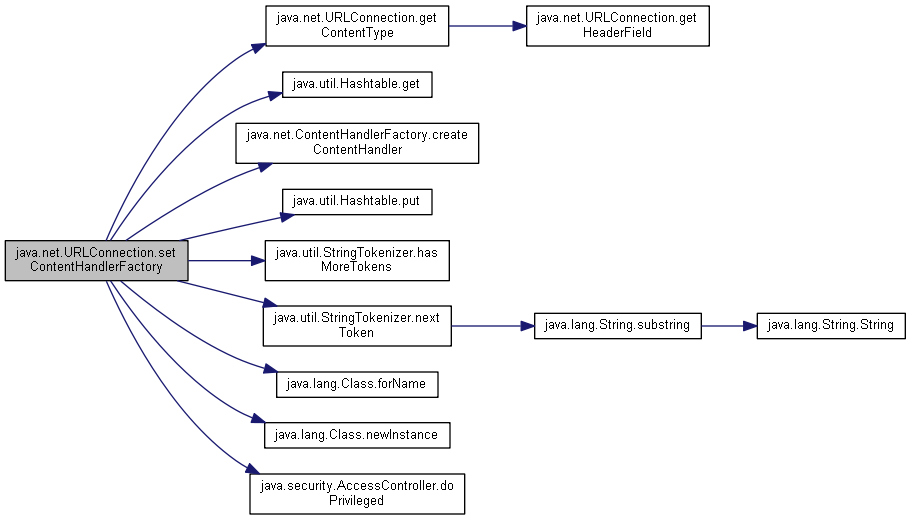 java.net.URLConnection.get
ContentType
java.net.URLConnection.get
HeaderField
java.util.Hashtable.get
java.net.ContentHandlerFactory.create
ContentHandler
java.util.Hashtable.put
java.net.URLConnection.set
ContentHandlerFactory
java.util.StringTokenizer.has
MoreTokens
java.util.StringTokenizer.next
Token
java.lang.String.substring
java.lang.String.String
java.lang.Class.forName
java.lang.Class.newInstance
java.security.AccessController.do
Privileged